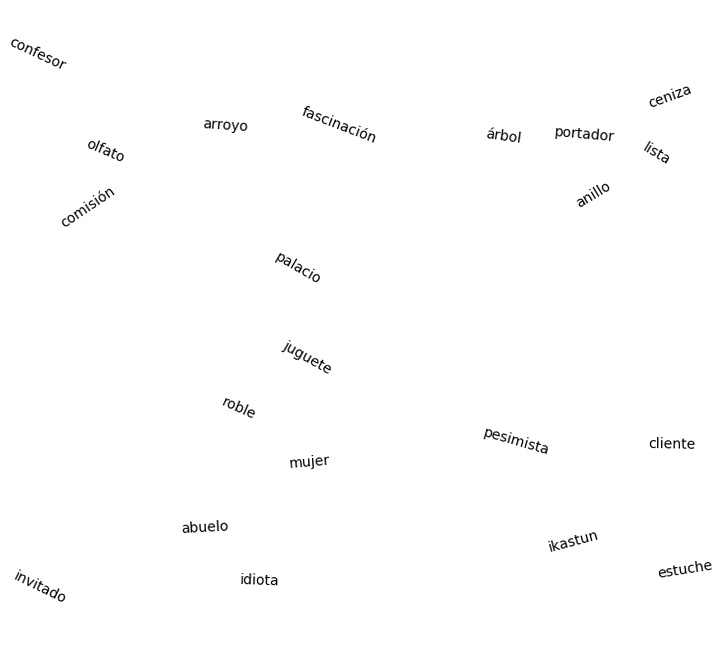 confesor
ceniza
arroyo
fascinación
árbol
portador
olfato
lista
comisión
anillo
palacio
juguete
roble
pesimista
cliente
mujer
abuelo
ikastun
estuche
idiota
invitado